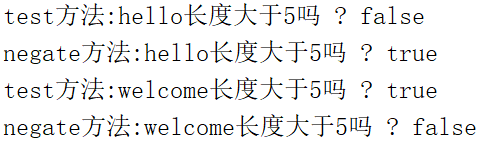 test方法:hello长度大于5吗 ? false
negate方法:hello长度大于5吗 ? true
test方法:welcome长度大于5吗 ? true
negate方法:welcome长度大于5吗 ? false